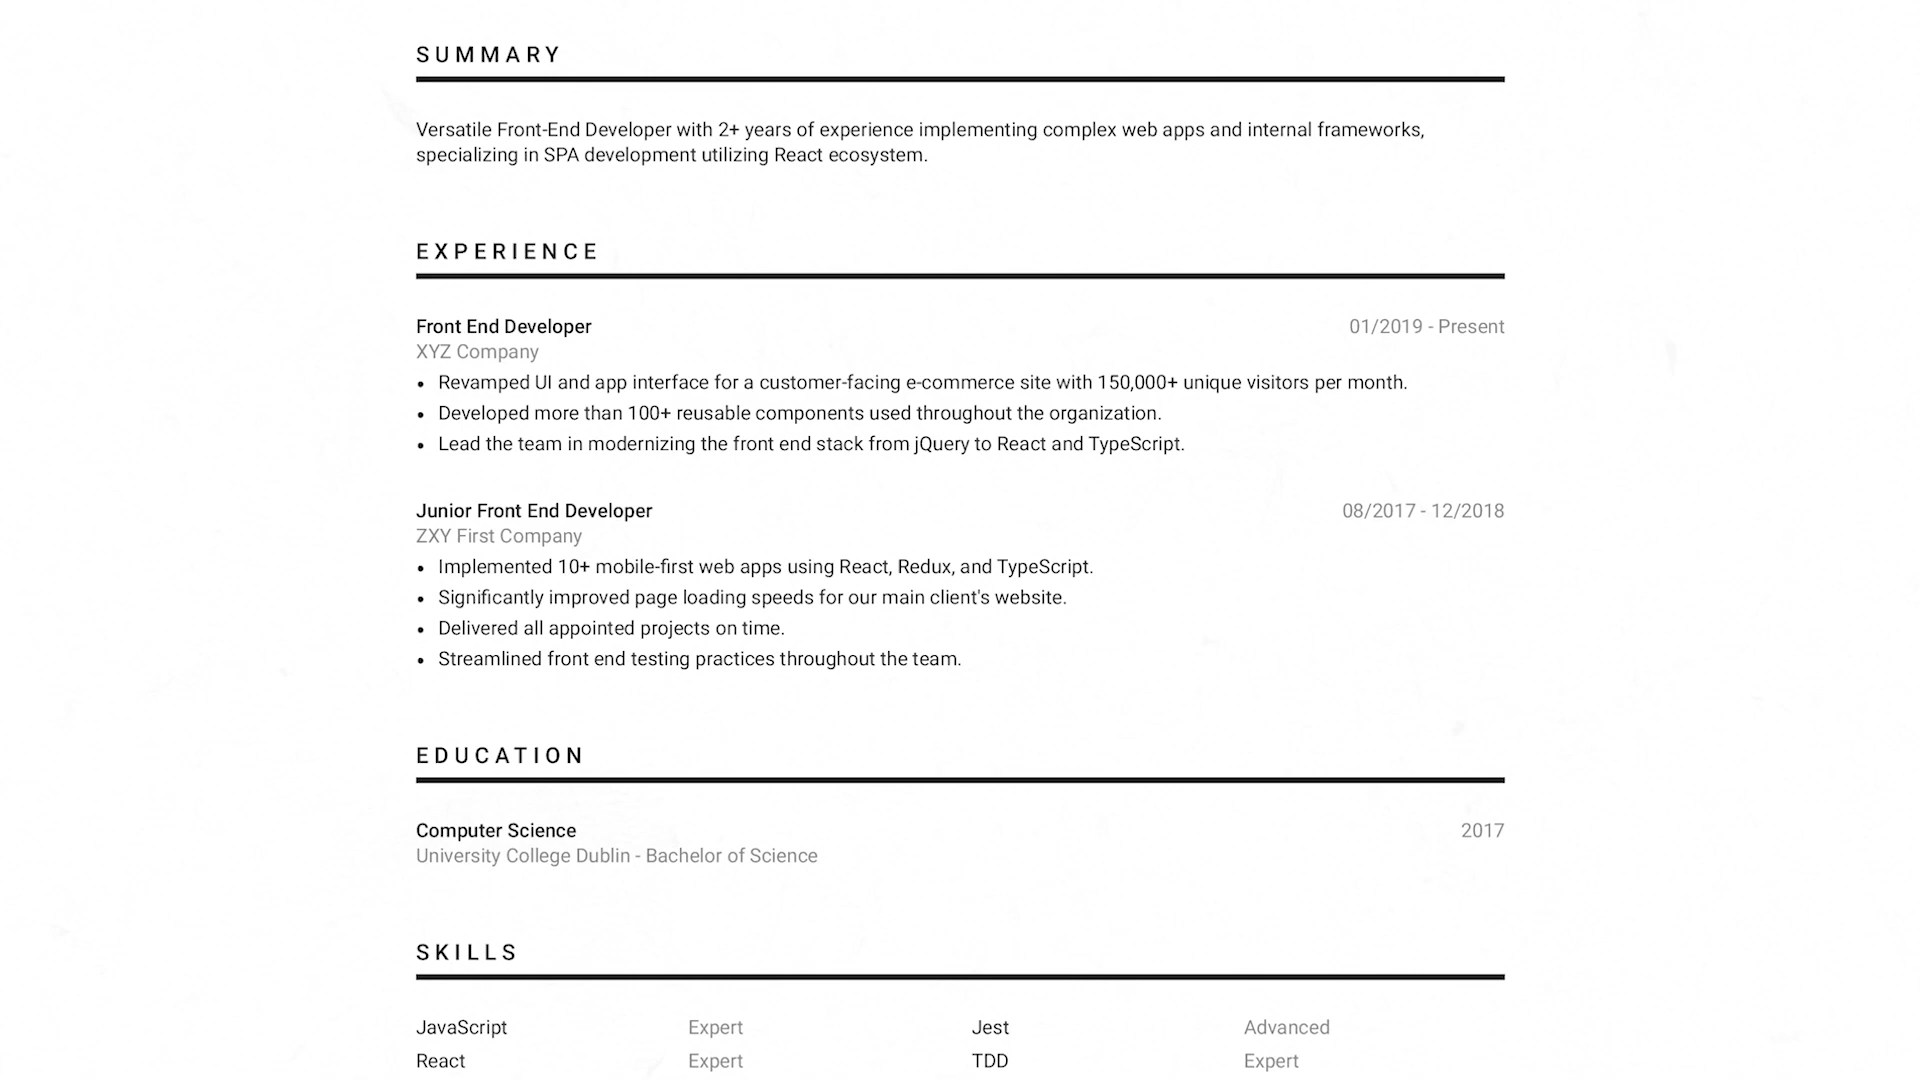 SUMMARY
Versatile Front-End Developer with 2+ years of experience implementing complex web apps and internal frameworks,
specializing in SPA development utilizing React ecosystem.
EXPERIENCE
Front End Developer 01/2019 - Present
XYZ Company
• Revamped UI and app interface for a customer-facing e-commerce site with 150,000+ unique visitors per month.
• Developed more than 100+ reusable components used throughout the organization.
• Lead the team in modernizing the front end stack from jQuery to React and TypeScript.
Junior Front End Developer 08/2017 - 12/2018
ZXY First Company
• Implemented 10+ mobile-first web apps using React, Redux, and TypeScript.
• Significantly improved page loading speeds for our main client's website.
• Delivered all appointed projects on time.
• Streamlined front end testing practices throughout the team.
EDUCATION
Computer Science 2017
University College Dublin - Bachelor of Science
SKILLS
JavaScript Expert Jest Advanced
React Expert TDD Expert